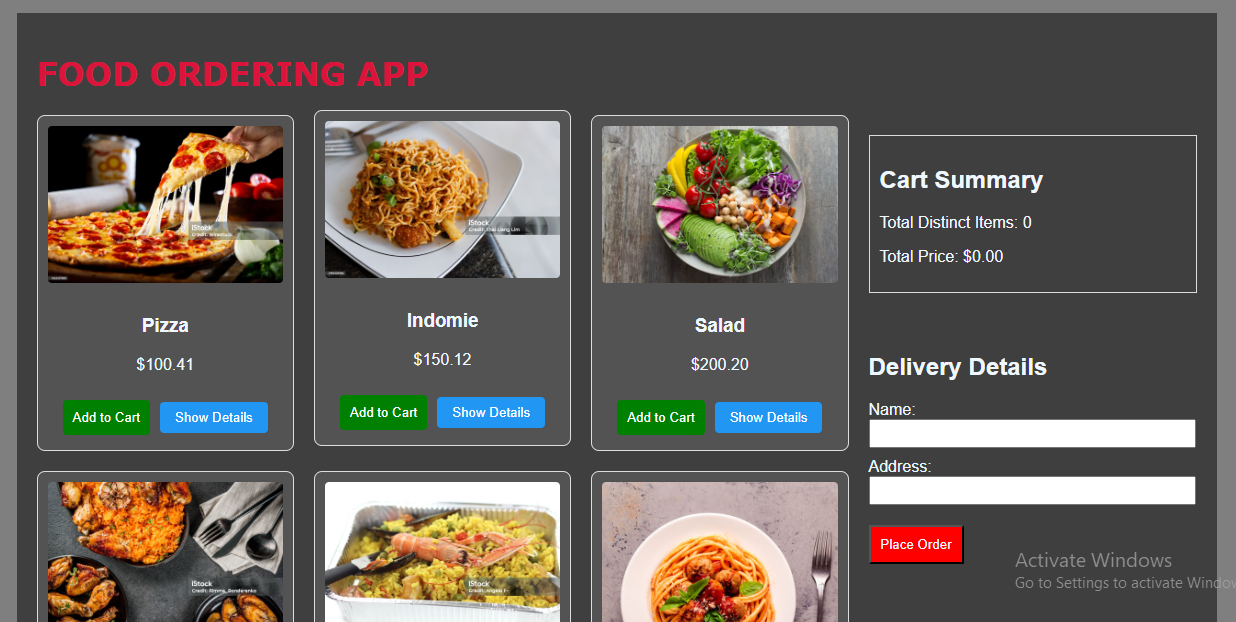 FOOD ORDERING APP
iStock
Credit: Thai Liang Lim
iStock
Pizza
$100.41
Add to Cart
Show Details
Indomie
$150.12
Add to Cart
Show Details
Salad
$200.20
Add to Cart
Show Details
iStock
iStock
Cart Summary
Total Distinct Items: 0
Total Price: $0.00
Delivery Details
Name:
Address:
Place Order
Activate Windows
Go to Settings to activate